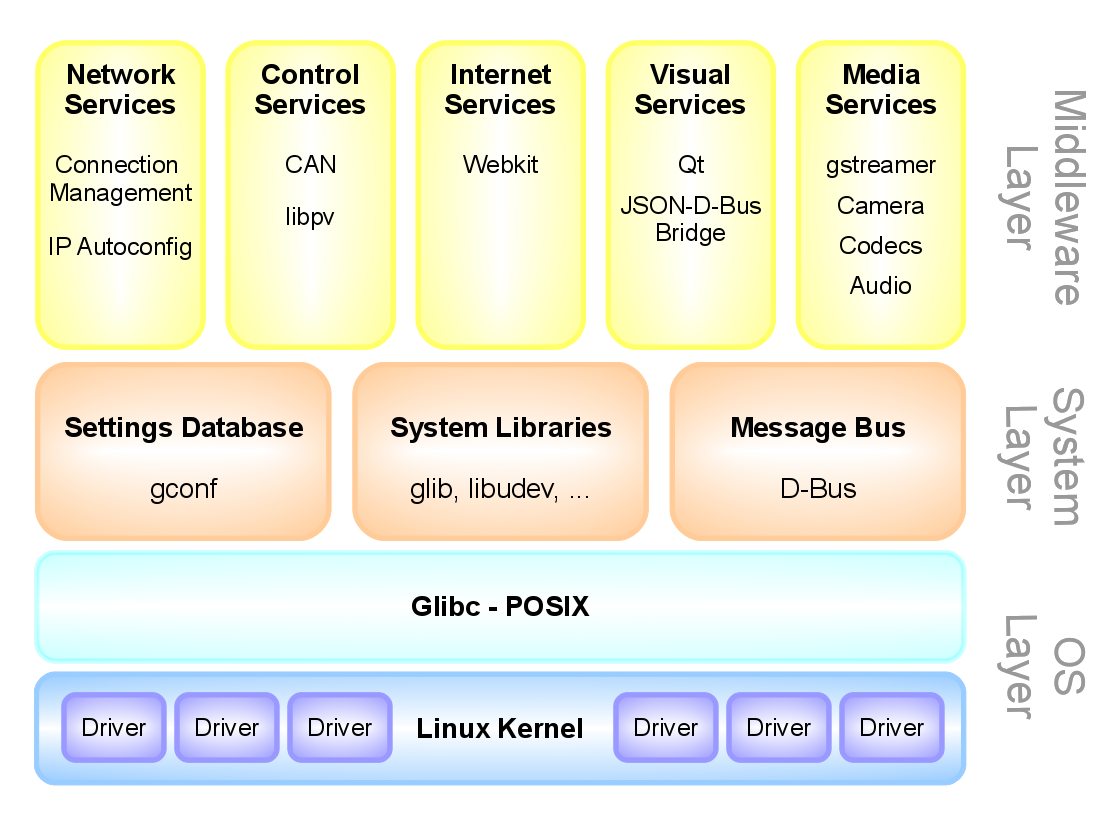 Network
Services
Connection
Management
IP Autoconfig
Control
Services
CAN
libpv
Internet
Services
Webkit
Visual
Services
Qt
JSON-D-Bus
Bridge
Media
Services
gstreamer
Camera
Codecs
Audio
Middleware
Layer
Settings Database
gconf
System Libraries
glib, libudev, ...
Message Bus
D-Bus
System
Layer
Glibc - POSIX
OS
Layer
Driver
Driver
Driver
Linux Kernel
Driver
Driver
Driver